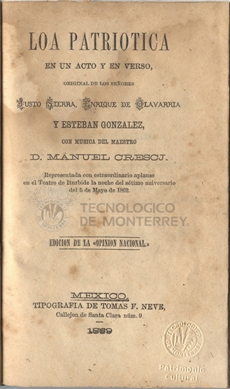 LOA PATRIOTICA
EN UN ACTO Y EN VERSO,
ORIGINAL DE LOS SEÑORES
JUSTO SIERRA, ENRIQUE DE OLAVARRIA
Y ESTEBAN GONZALEZ,
CON MUSICA DEL MAESTRO
D. MÁNUEL CRESCJ.
Representada con extraordinario aplauso
en el Teatro de Iturbide la noche del sétimo aniversario
del 5 de Mayo de 1862.
TECNOLOGICO
DE MONTERREY.
EDICION DE LA «OPINION NACIONAL.»
MEXICO.
TIPOGRAFIA DE TOMAS F. NEVE,
Callejon de Santa Clara núm. 9
1869
Patrimonio
Cultural